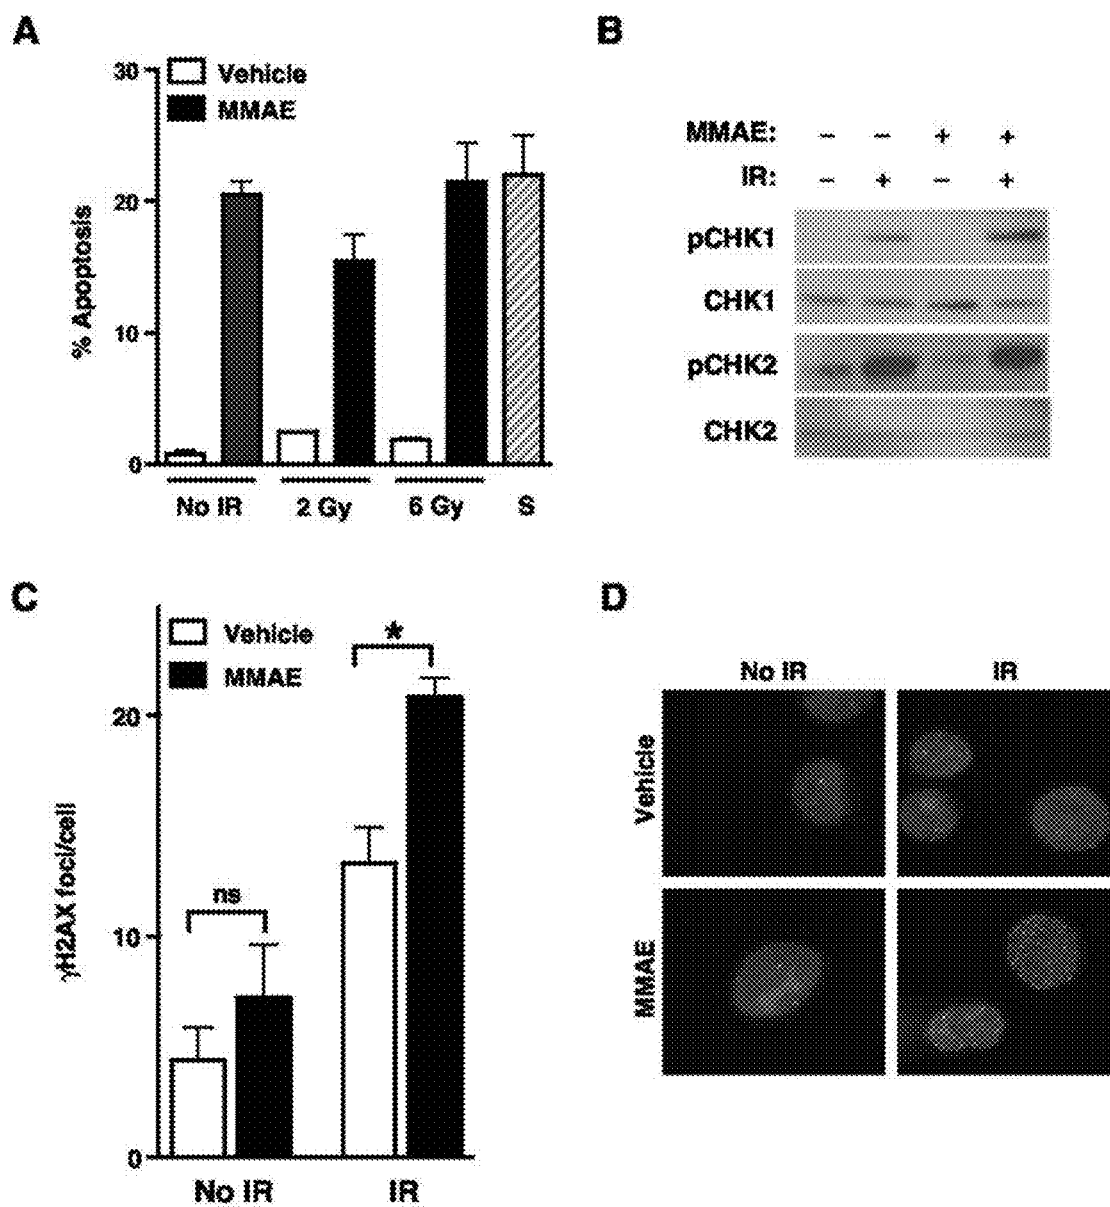 A
30
Vehicle
MMAE
20
% Apoptosis
10
0
No IR
2 Gy
6 Gy
S
B
MMAE: – – + +
IR: – + – +
pCHK1
CHK1
pCHK2
CHK2
C
Vehicle
MMAE
*
20
γH2AX foci/cell
ns
10
0
No IR
IR
D
No IR
IR
Vehicle
MMAE